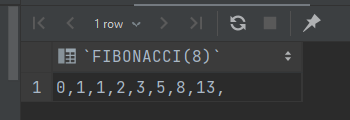 1 row
`FIBONACCI(8)`
1 0,1,1,2,3,5,8,13,